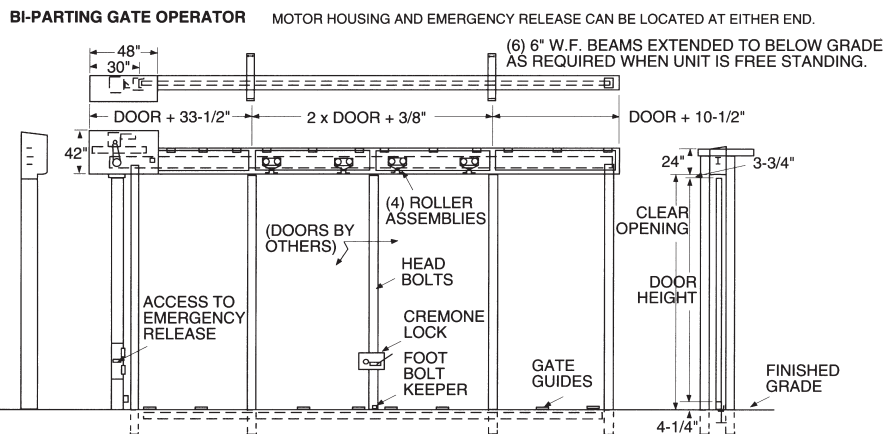 BI-PARTING GATE OPERATOR MOTOR HOUSING AND EMERGENCY RELEASE CAN BE LOCATED AT EITHER END.
(6) 6" W.F. BEAMS EXTENDED TO BELOW GRADE
AS REQUIRED WHEN UNIT IS FREE STANDING.
48"
30"
DOOR + 33-1/2"
2 x DOOR + 3/8"
DOOR + 10-1/2"
42"
24"
3-3/4"
(4) ROLLER
ASSEMBLIES
(DOORS BY
OTHERS)
CLEAR
OPENING
HEAD
BOLTS
DOOR
HEIGHT
ACCESS TO
EMERGENCY
RELEASE
CREMONE
LOCK
FOOT
BOLT
KEEPER
GATE
GUIDES
FINISHED
GRADE
4-1/4"